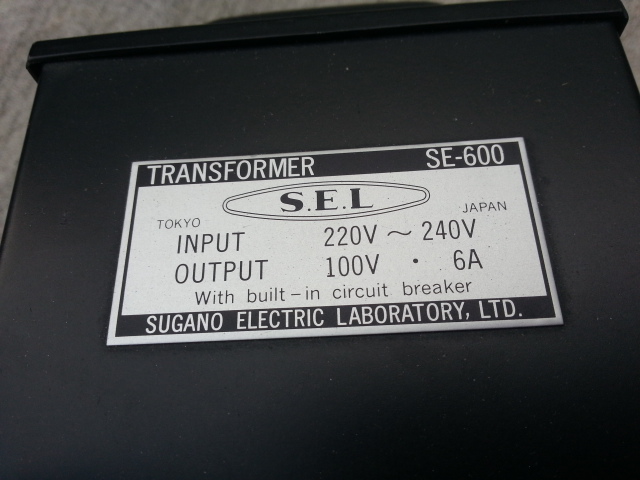 TRANSFORMER SE-600
S.E.L
TOKYO JAPAN
INPUT 220V ~ 240V
OUTPUT 100V · 6A
With built-in circuit breaker
SUGANO ELECTRIC LABORATORY, LTD.